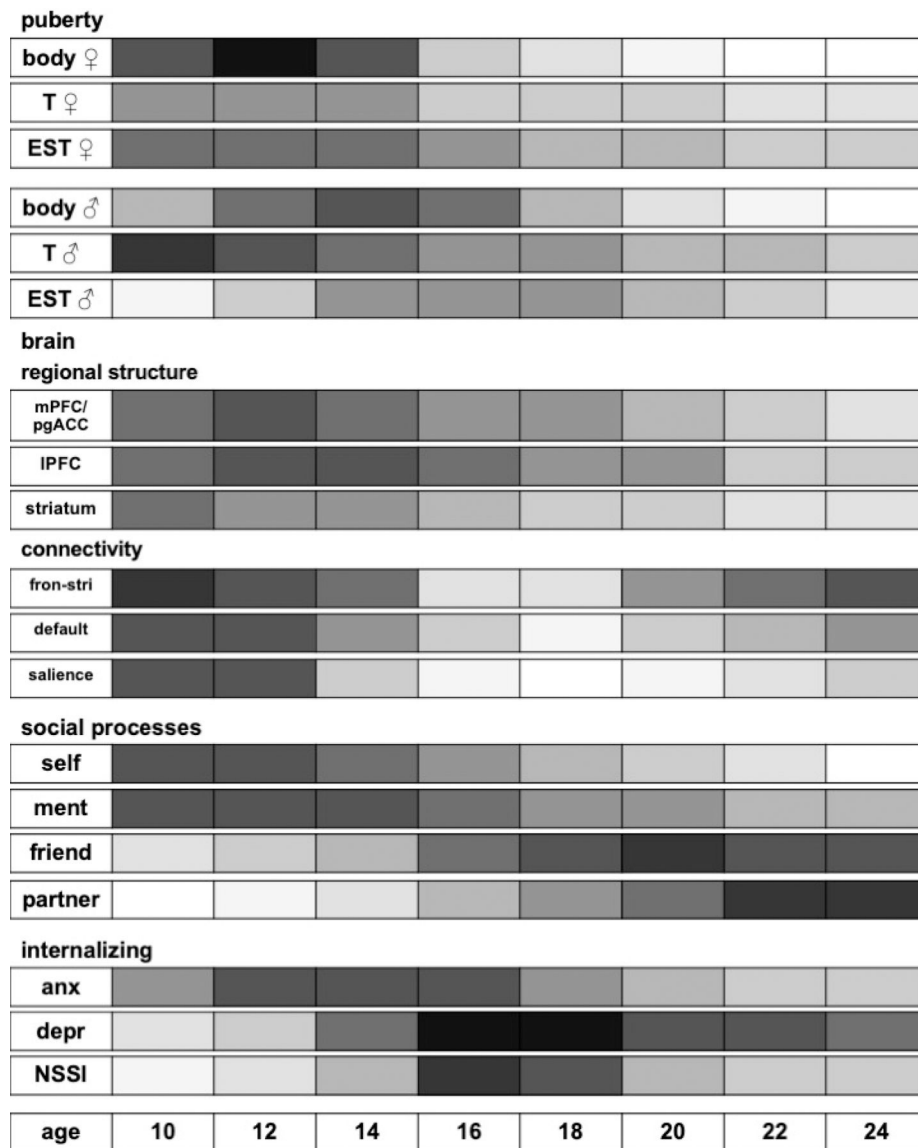 puberty
body ♀
T ♀
EST ♀
body ♂
T ♂
EST ♂
brain
regional structure
mPFC/
pgACC
lPFC
striatum
connectivity
fron-stri
default
salience
social processes
self
ment
friend
partner
internalizing
anx
depr
NSSI
age 10 12 14 16 18 20 22 24